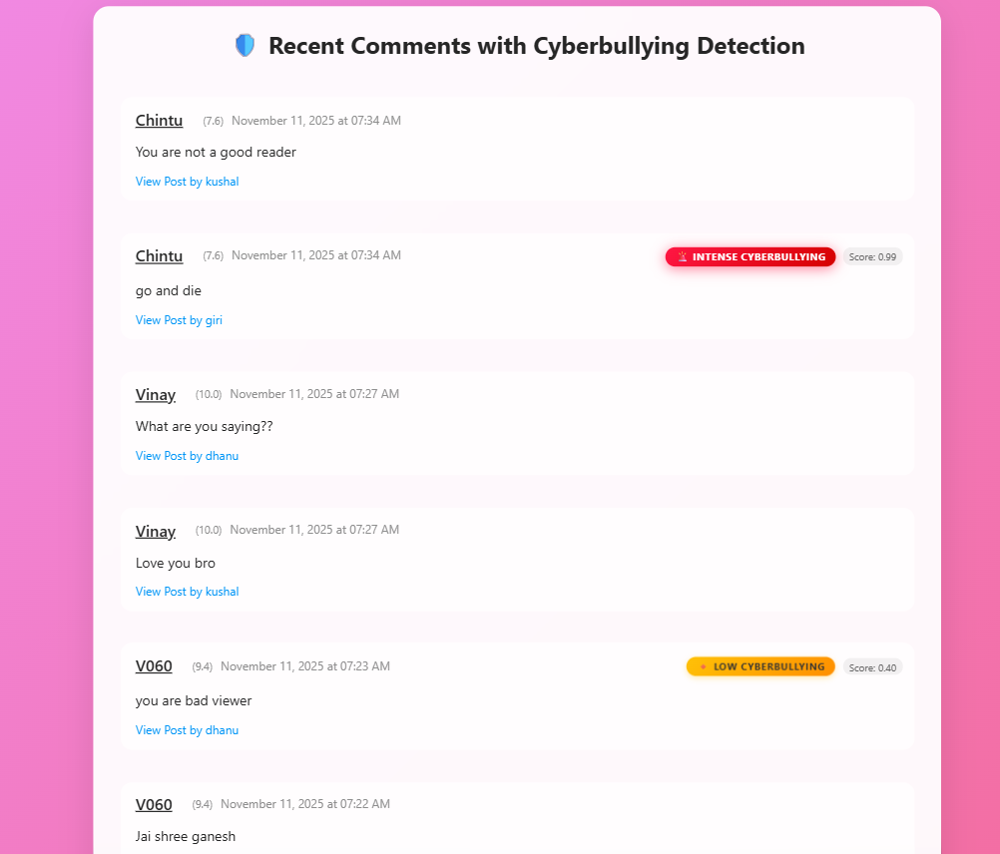 Recent Comments with Cyberbullying Detection
Chintu (7.6) November 11, 2025 at 07:34 AM
You are not a good reader
View Post by kushal
Chintu (7.6) November 11, 2025 at 07:34 AM INTENSE CYBERBULLYING Score: 0.99
go and die
View Post by giri
Vinay (10.0) November 11, 2025 at 07:27 AM
What are you saying??
View Post by dhanu
Vinay (10.0) November 11, 2025 at 07:27 AM
Love you bro
View Post by kushal
V060 (9.4) November 11, 2025 at 07:23 AM LOW CYBERBULLYING Score: 0.40
you are bad viewer
View Post by dhanu
V060 (9.4) November 11, 2025 at 07:22 AM
Jai shree ganesh